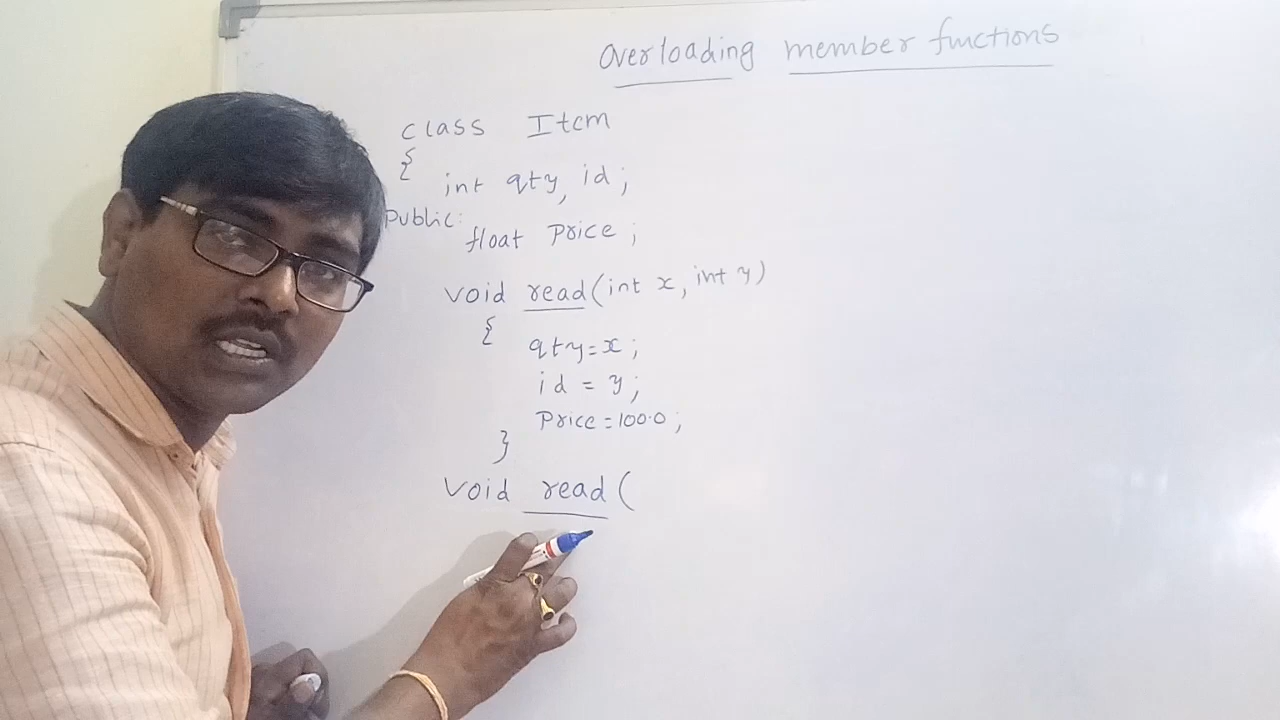 Overloading member functions
class Item
{
int qty, id;
Public:
float Price;
void read(int x, int y)
{
qty=x;
id = y;
Price=100.0;
}
void read(